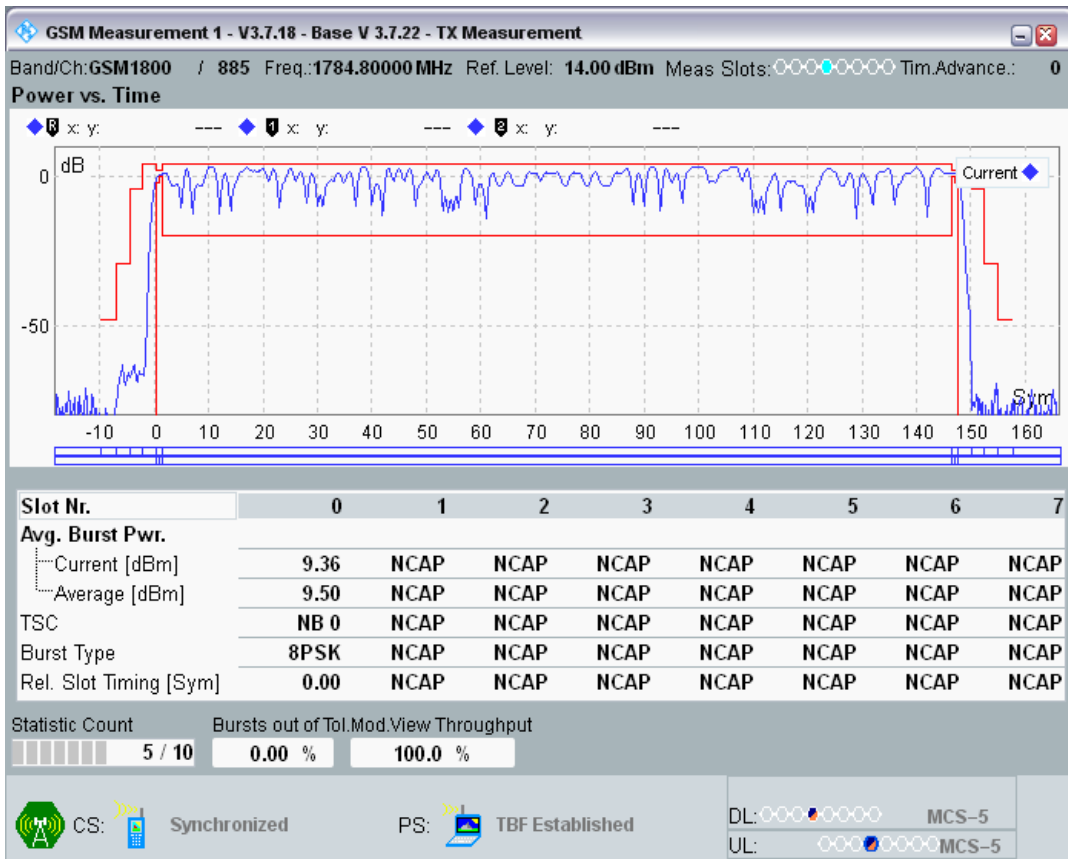 GSM Measurement 1 - V3.7.18 - Base V 3.7.22 - TX Measurement
Band/Ch:GSM1800 / 885 Freq.:1784.80000 MHz Ref. Level: 14.00 dBm Meas Slots: Tim.Advance.: 0
Power vs. Time
R x: y: --- 1 x: y: --- 2 x: y: ---
dB
Current
0
-50
Sym
-10 0 10 20 30 40 50 60 70 80 90 100 110 120 130 140 150 160
Slot Nr. 0 1 2 3 4 5 6 7
Avg. Burst Pwr.
Current [dBm] 9.36 NCAP NCAP NCAP NCAP NCAP NCAP NCAP
Average [dBm] 9.50 NCAP NCAP NCAP NCAP NCAP NCAP NCAP
TSC NB 0 NCAP NCAP NCAP NCAP NCAP NCAP NCAP
Burst Type 8PSK NCAP NCAP NCAP NCAP NCAP NCAP NCAP
Rel. Slot Timing [Sym] 0.00 NCAP NCAP NCAP NCAP NCAP NCAP NCAP
Statistic Count Bursts out of Tol. Mod.View Throughput
5 / 10 0.00 % 100.0 %
CS: Synchronized PS: TBF Established
DL: MCS-5
UL: MCS-5